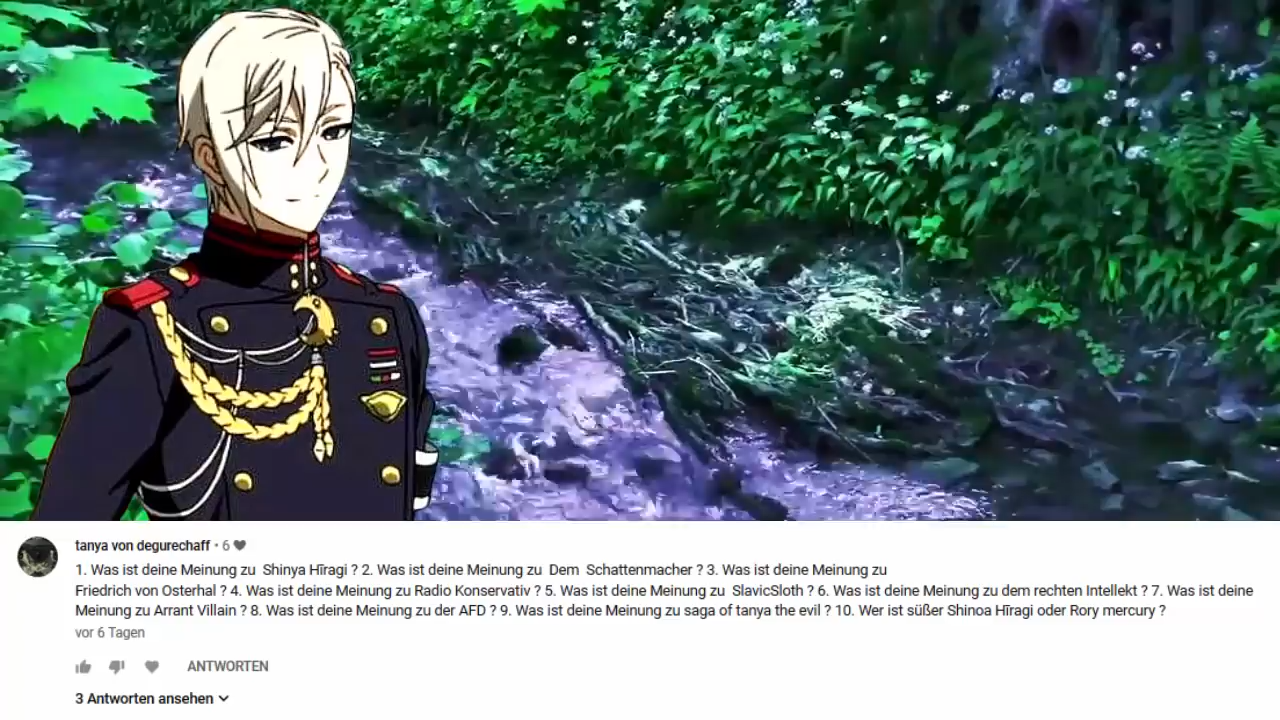 tanya von degurechaff • 6
1. Was ist deine Meinung zu Shinya Hīragi ? 2. Was ist deine Meinung zu Dem Schattenmacher ? 3. Was ist deine Meinung zu
Friedrich von Osterhal ? 4. Was ist deine Meinung zu Radio Konservativ ? 5. Was ist deine Meinung zu SlavicSloth ? 6. Was ist deine Meinung zu dem rechten Intellekt ? 7. Was ist deine
Meinung zu Arrant Villain ? 8. Was ist deine Meinung zu der AFD ? 9. Was ist deine Meinung zu saga of tanya the evil ? 10. Wer ist süßer Shinoa Hīragi oder Rory mercury ?
vor 6 Tagen
ANTWORTEN
3 Antworten ansehen